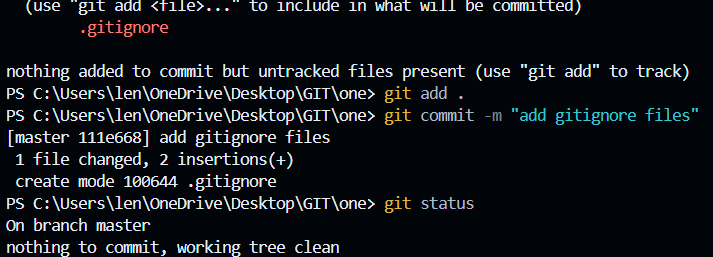 (use "git add <file>..." to include in what will be committed)
.gitignore
nothing added to commit but untracked files present (use "git add" to track)
PS C:\Users\len\OneDrive\Desktop\GIT\one> git add .
PS C:\Users\len\OneDrive\Desktop\GIT\one> git commit -m "add gitignore files"
[master 111e668] add gitignore files
1 file changed, 2 insertions(+)
create mode 100644 .gitignore
PS C:\Users\len\OneDrive\Desktop\GIT\one> git status
On branch master
nothing to commit, working tree clean